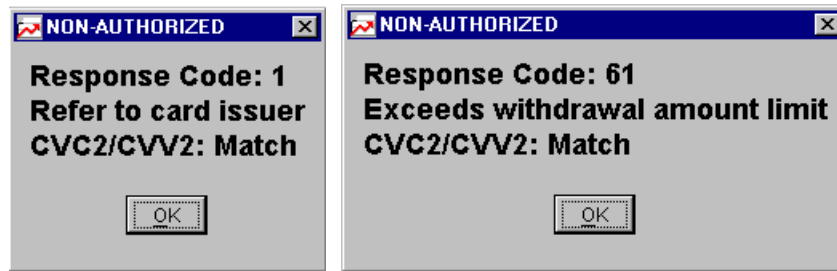 NON-AUTHORIZED
Response Code: 1
Refer to card issuer
CVC2/CVV2: Match
OK
NON-AUTHORIZED
Response Code: 61
Exceeds withdrawal amount limit
CVC2/CVV2: Match
OK